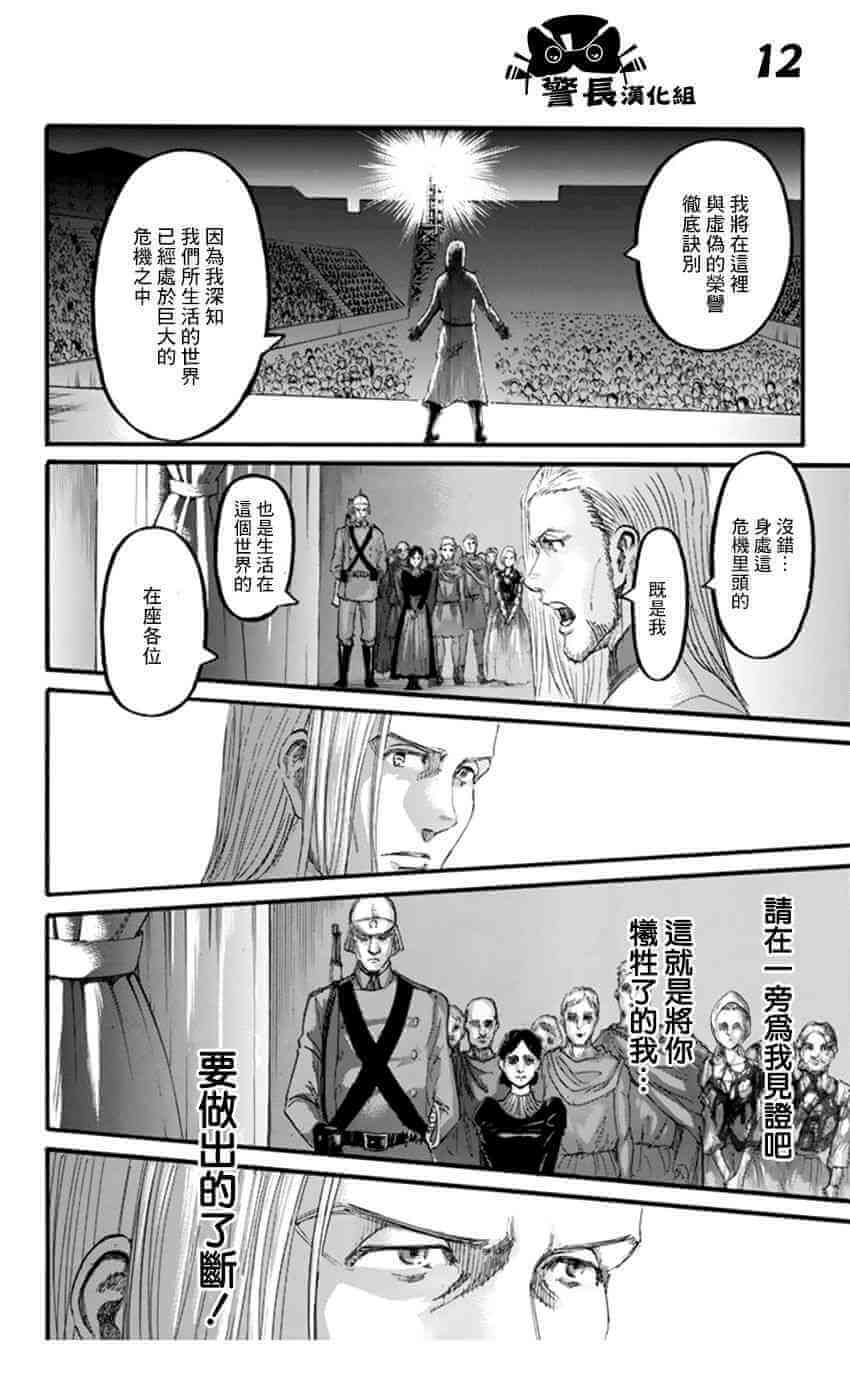 警長漢化組
12
我將在這裡
與虛偽的榮譽
徹底訣別
因為我深知
我們所生活的世界
已經處於巨大的
危機之中
沒錯…
身處這
危機里頭的
既是我
也是生活在
這個世界的
在座各位
請在一旁爲我見證吧
這就是將你
犧牲了的我…
要做出的了斷！